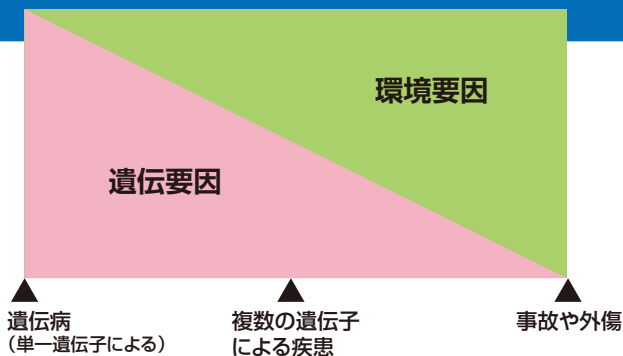 環境要因
遺伝要因
遺伝病
（単一遺伝子による）
複数の遺伝子
による疾患
事故や外傷